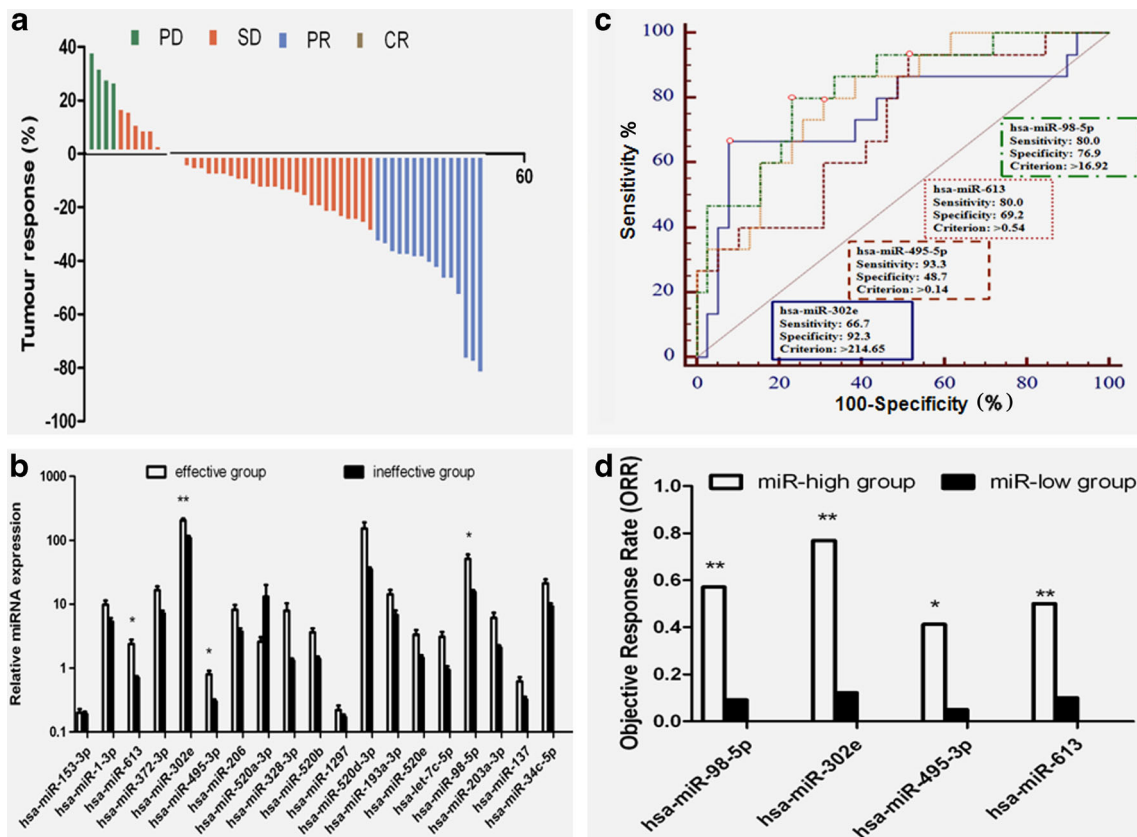 a
PD SD PR CR
Tumour response (%)
40
20
0
-20
-40
-60
-80
-100
60
b
effective group ineffective group
Relative miRNA expression
1000
100
10
1
0.1
*
**
*
*
hsa-miR-153-3p
hsa-miR-1-3p
hsa-miR-613
hsa-miR-372-3p
hsa-miR-302e
hsa-miR-495-3p
hsa-miR-206
hsa-miR-520a-3p
hsa-miR-328-3p
hsa-miR-520b
hsa-miR-1297
hsa-miR-520d-3p
hsa-miR-193a-3p
hsa-miR-520e
hsa-let-7c-5p
hsa-miR-98-5p
hsa-miR-203a-3p
hsa-miR-137
hsa-miR-34c-5p
c
Sensitivity %
100
80
60
40
20
0
hsa-miR-98-5p
Sensitivity: 80.0
Specificity: 76.9
Criterion: >16.92
hsa-miR-613
Sensitivity: 80.0
Specificity: 69.2
Criterion: >0.54
hsa-miR-495-5p
Sensitivity: 93.3
Specificity: 48.7
Criterion: >0.14
hsa-miR-302e
Sensitivity: 66.7
Specificity: 92.3
Criterion: >214.65
0 20 40 60 80 100
100-Specificity (%)
d
miR-high group miR-low group
Objective Response Rate (ORR)
1.0
0.8
0.6
0.4
0.2
0.0
**
**
*
**
hsa-miR-98-5p
hsa-miR-302e
hsa-miR-495-3p
hsa-miR-613